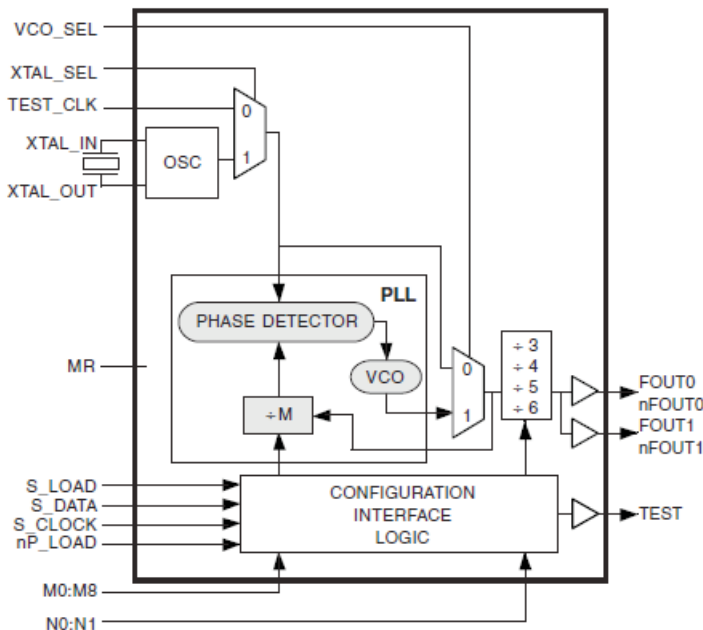 VCO_SEL
XTAL_SEL
TEST_CLK
0
XTAL_IN
OSC
1
XTAL_OUT
PLL
PHASE DETECTOR
MR
VCO
0
1
÷ 3
÷ 4
÷ 5
÷ 6
÷M
FOUT0
nFOUT0
FOUT1
nFOUT1
S_LOAD
S_DATA
S_CLOCK
nP_LOAD
CONFIGURATION
INTERFACE
LOGIC
TEST
M0:M8
N0:N1